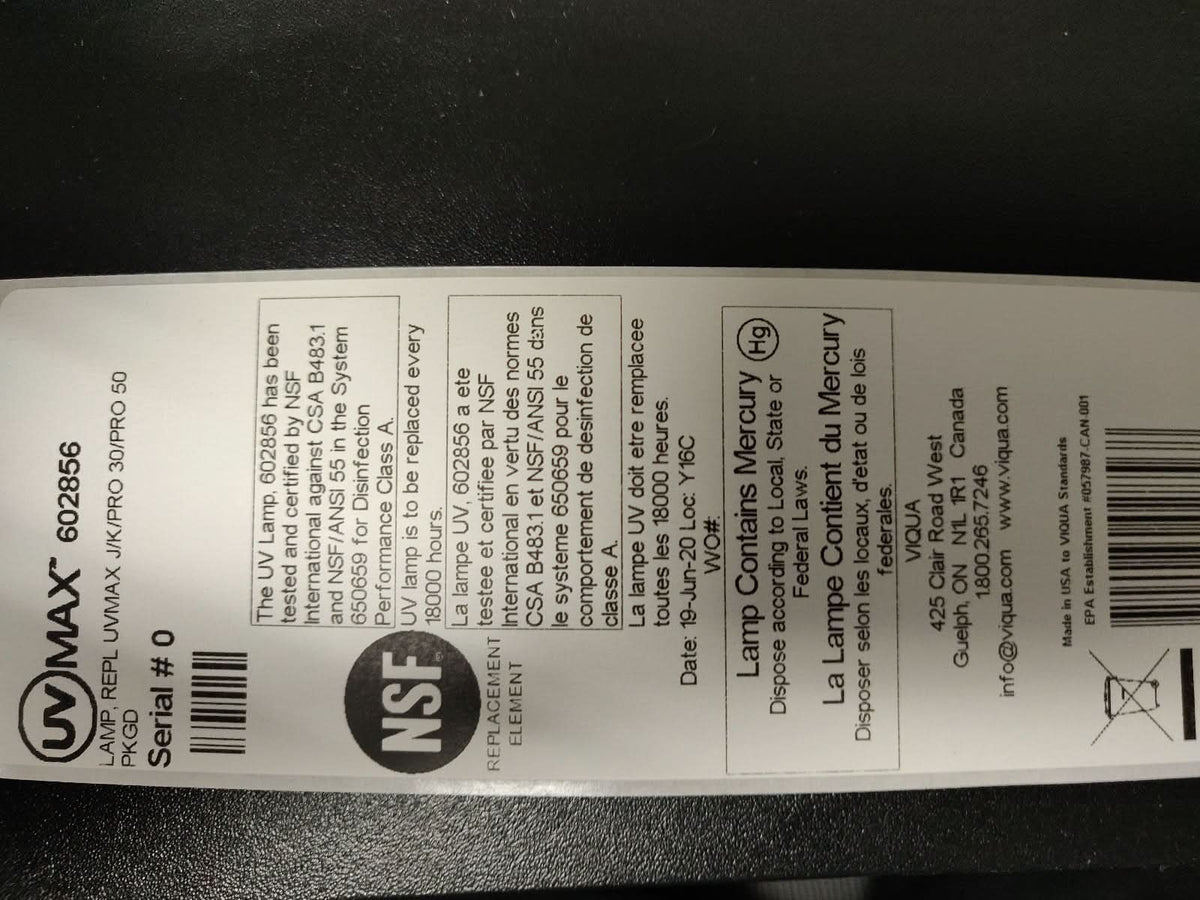 UVMAX™ 602856
LAMP, REPL UVMAX J/K/PRO 30/PRO 50
PKGD
Serial # 0
The UV Lamp, 602856 has been
tested and certified by NSF
International against CSA B483.1
and NSF/ANSI 55 in the System
650659 for Disinfection
Performance Class A.
UV lamp is to be replaced every
18000 hours.
NSF®
REPLACEMENT
ELEMENT
La lampe UV, 602856 a ete
testee et certifiee par NSF
International en vertu des normes
CSA B483.1 et NSF/ANSI 55 dans
le systeme 650659 pour le
comportement de desinfection de
classe A.
La lampe UV doit etre remplacee
toutes les 18000 heures.
Date: 19-Jun-20 Loc: Y16C
WO#:
Lamp Contains Mercury Hg
Dispose according to Local, State or
Federal Laws.
La Lampe Contient du Mercury
Disposer selon les locaux, d'etat ou de lois
federales.
VIQUA
425 Clair Road West
Guelph, ON N1L 1R1 Canada
1.800.265.7246
info@viqua.com www.viqua.com
Made in USA to VIQUA Standards
EPA Establishment #057987-CAN-001